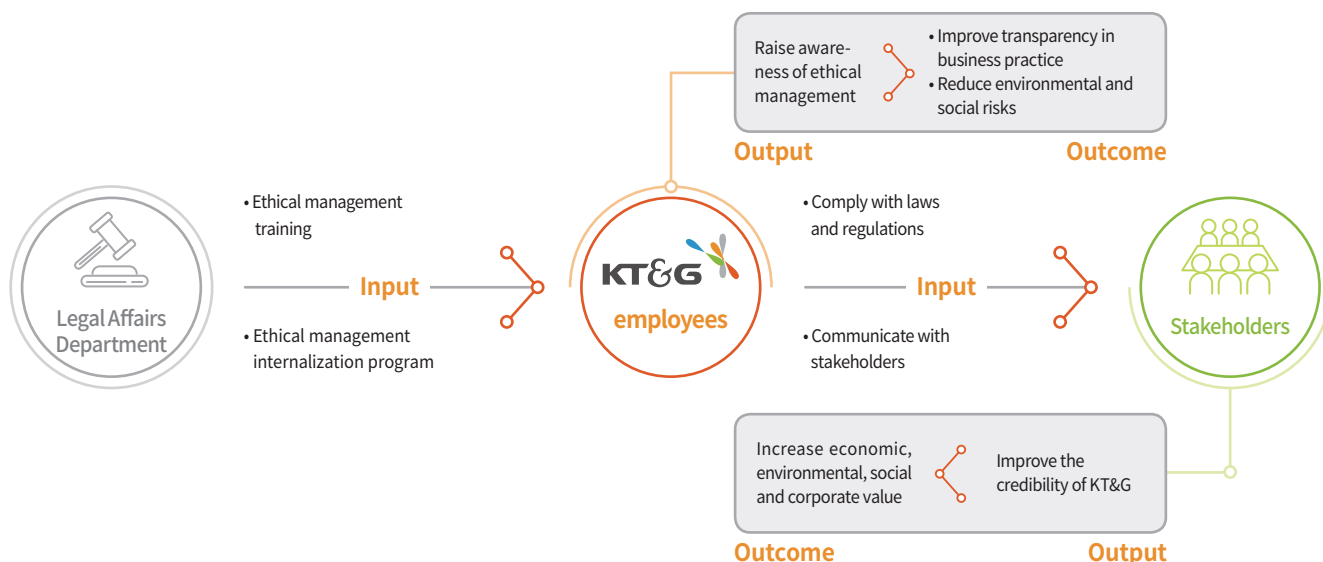 Raise aware-
ness of ethical
management
• Improve transparency in
business practice
• Reduce environmental and
social risks
Output
Outcome
Legal Affairs
Department
• Ethical management
training
Input
• Ethical management
internalization program
KT&G
employees
• Comply with laws
and regulations
Input
• Communicate with
stakeholders
Stakeholders
Increase economic,
environmental, social
and corporate value
Improve the
credibility of KT&G
Outcome
Output